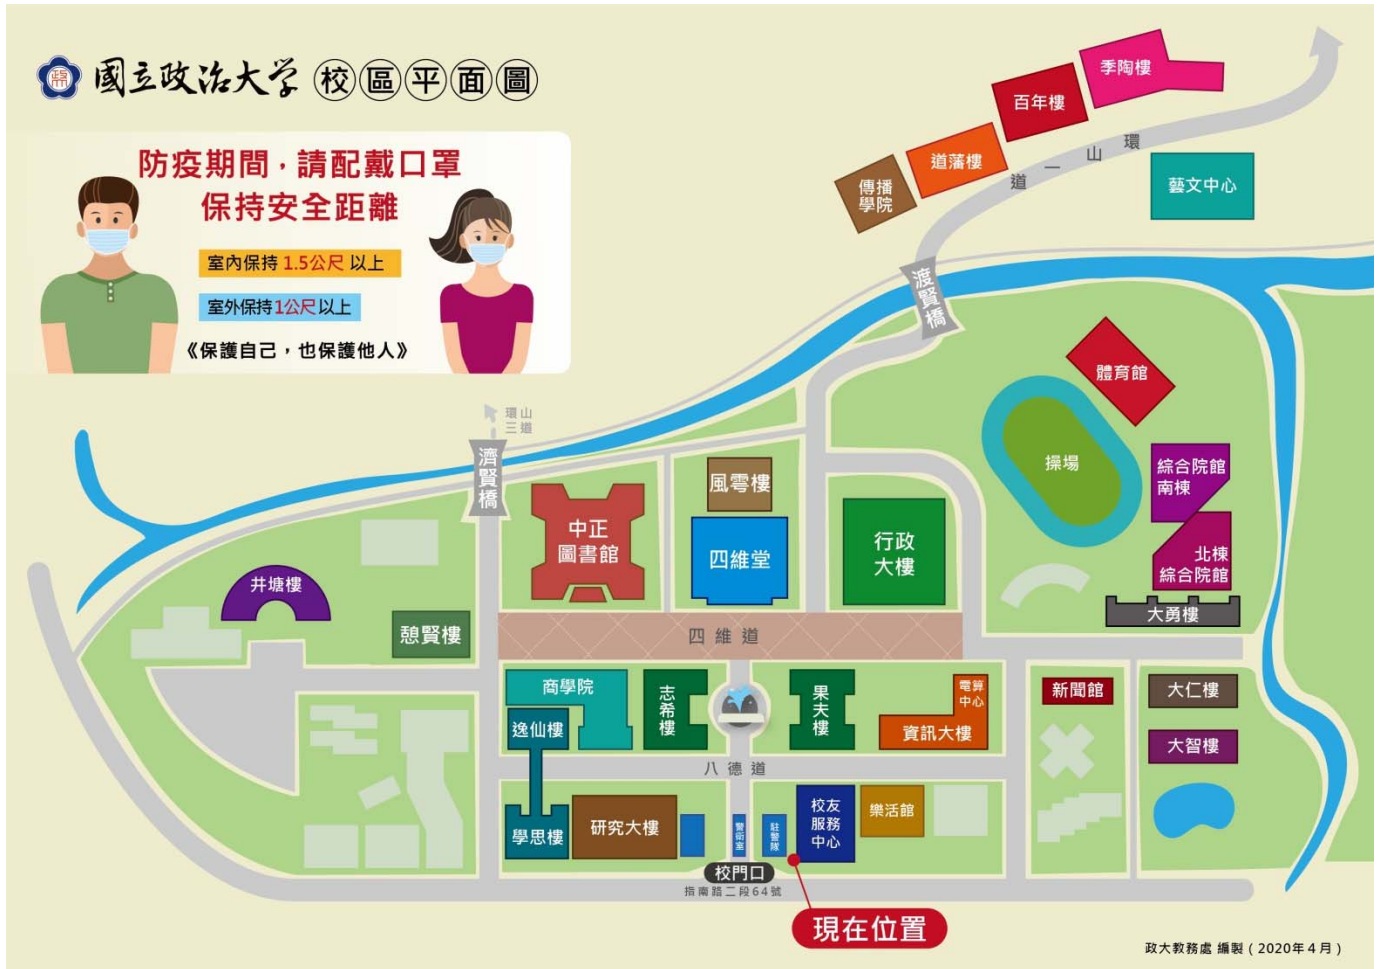 國立政治大学 校區平面圖
防疫期間，請配戴口罩
保持安全距離
室內保持 1.5公尺 以上
室外保持1公尺以上
《保護自己，也保護他人》
季陶樓
百年樓
道藩樓
傳播
學院
環山一道
藝文中心
渡賢橋
體育館
操場
環山
三道
濟賢橋
綜合院館
南棟
北棟
綜合院館
大勇樓
風雩樓
中正
圖書館
四維堂
行政
大樓
井塘樓
憩賢樓
四維道
商學院
志希樓
果夫樓
電算
中心
資訊大樓
新聞館
大仁樓
大智樓
逸仙樓
八德道
學思樓
研究大樓
警衛室
駐警隊
校友
服務
中心
樂活館
校門口
指南路二段64號
現在位置
政大教務處 編製（2020年4月）